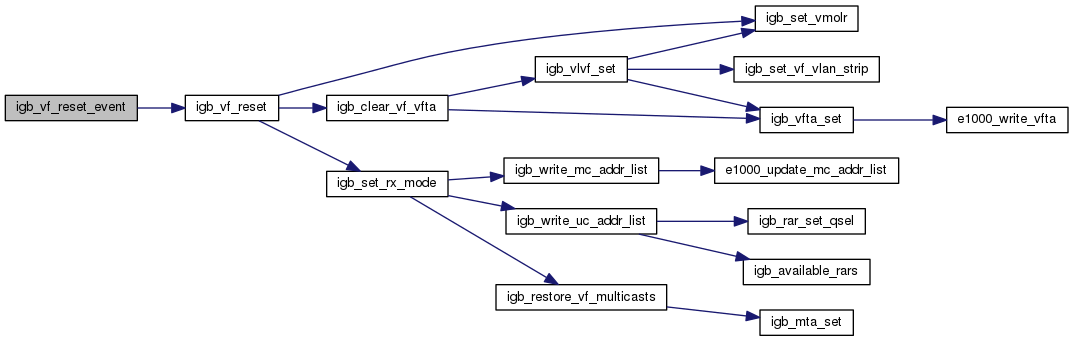 igb_vf_reset_event
igb_vf_reset
igb_set_vmolr
igb_clear_vf_vfta
igb_vlvf_set
igb_set_vf_vlan_strip
igb_vfta_set
e1000_write_vfta
igb_set_rx_mode
igb_write_mc_addr_list
e1000_update_mc_addr_list
igb_write_uc_addr_list
igb_rar_set_qsel
igb_available_rars
igb_restore_vf_multicasts
igb_mta_set